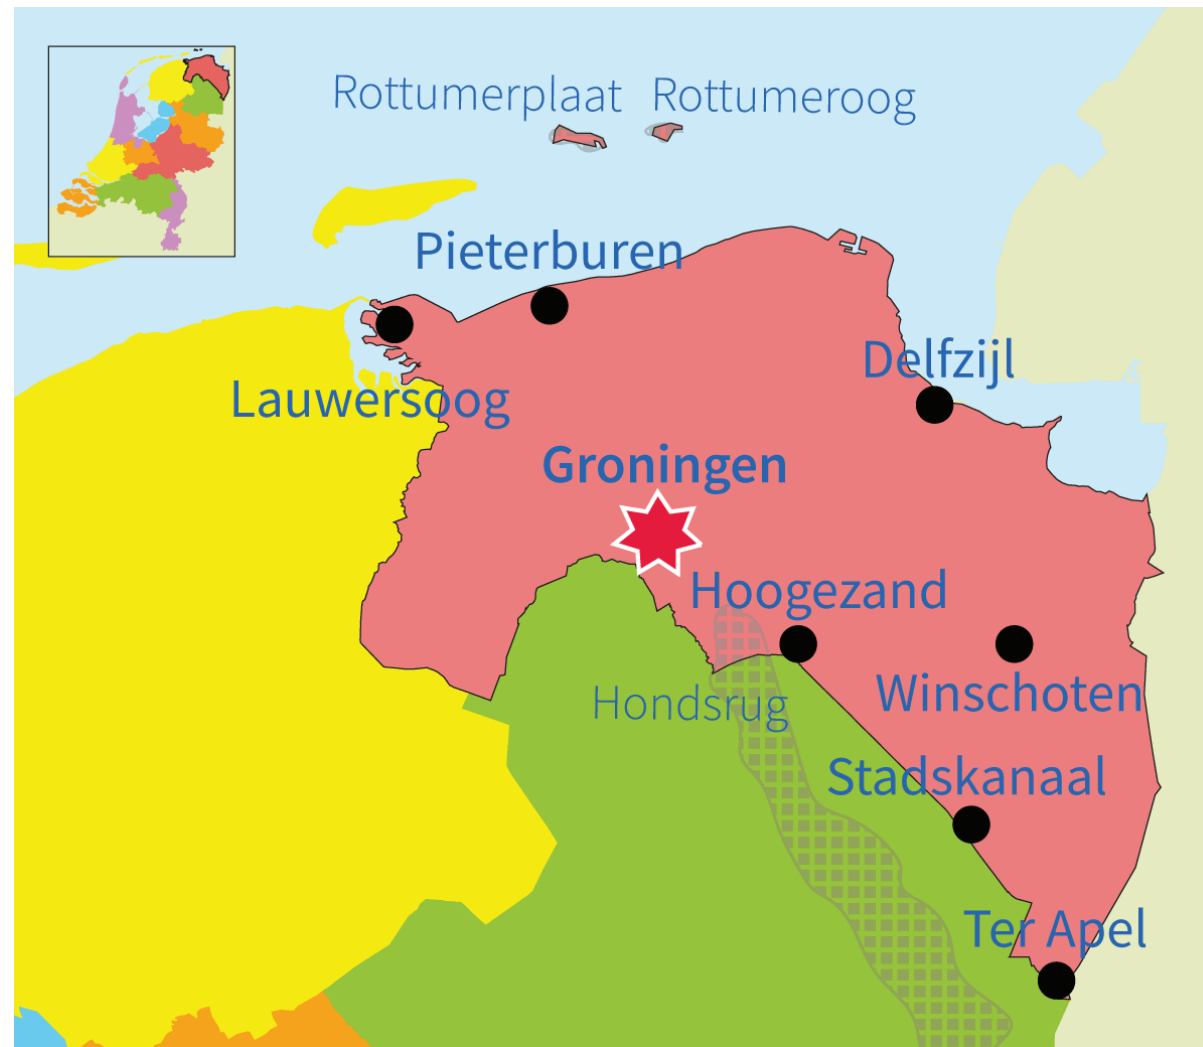 Rottumerplaat
Rottumeroog
Pieterburen
Delfzijl
Lauwersoog
Groningen
Hoogezand
Winschoten
Hondsrug
Stadskanaal
Ter Apel